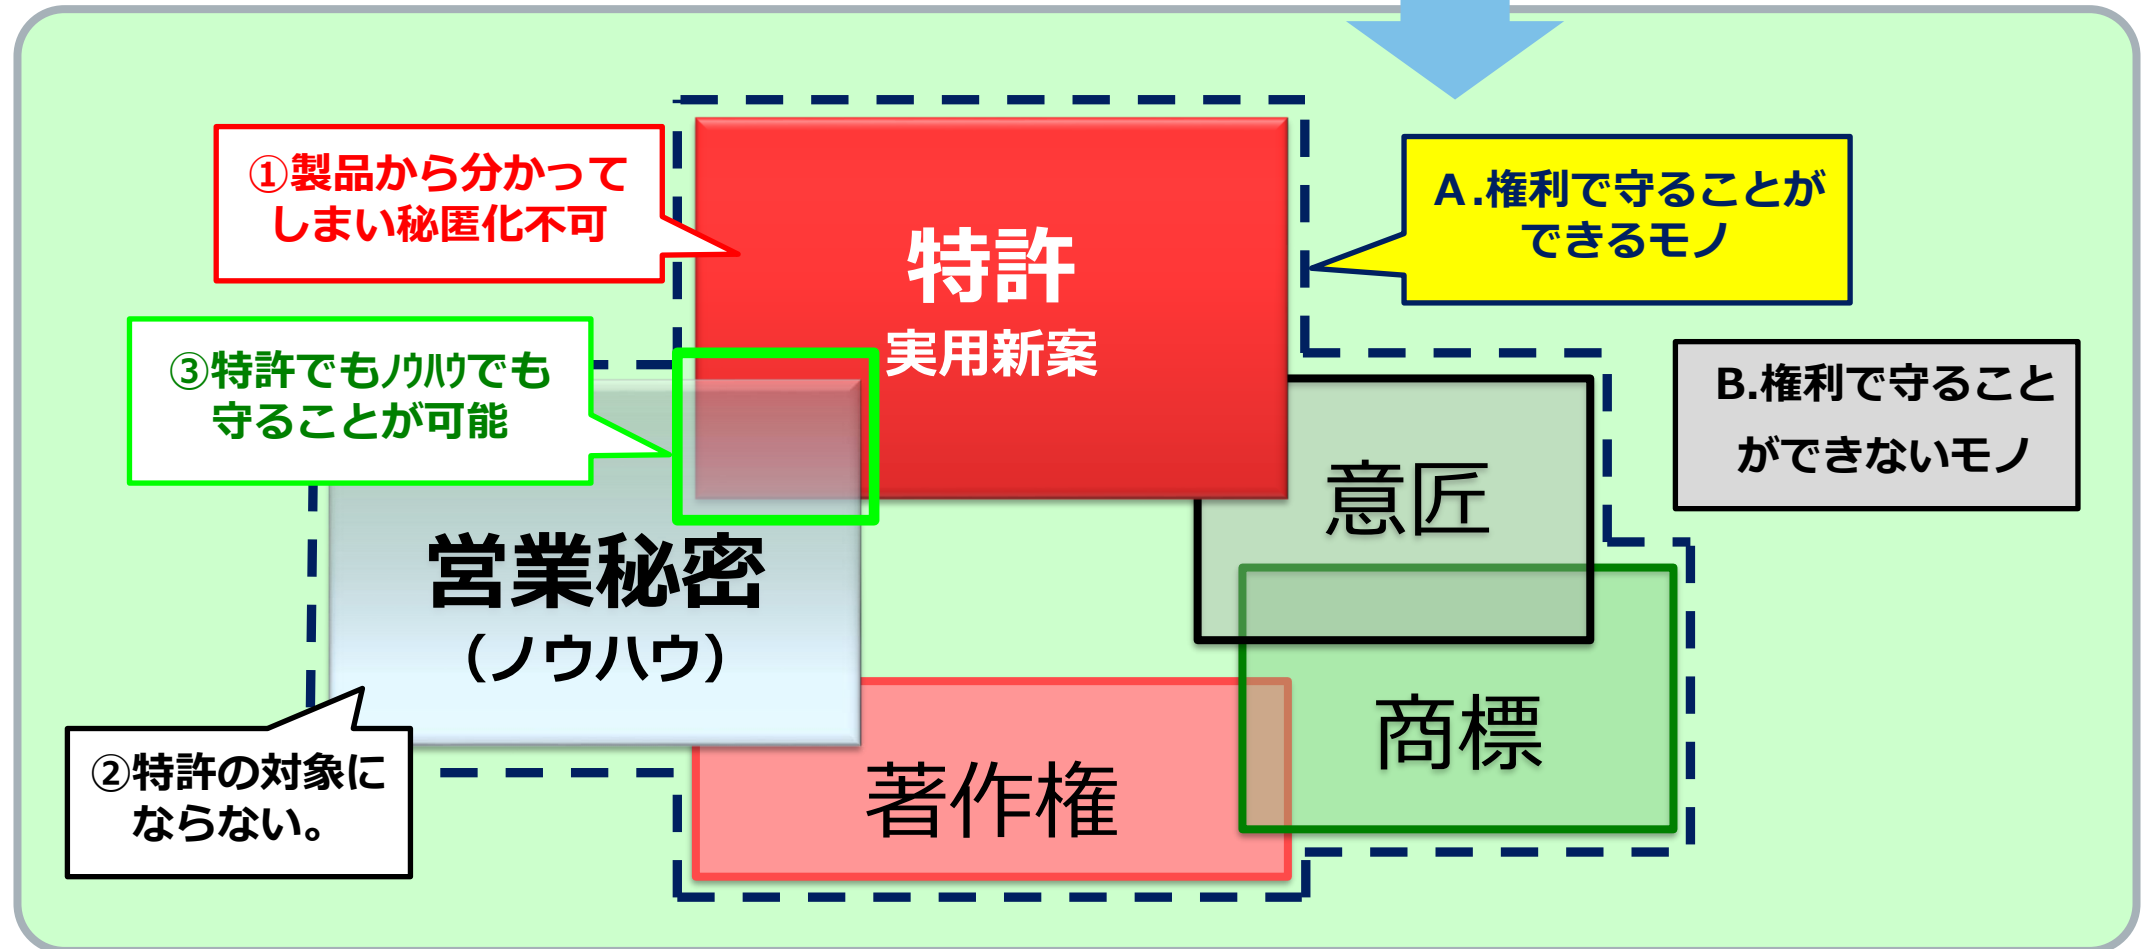 ①製品から分かって
しまい秘匿化不可
特許
実用新案
A.権利で守ることが
できるモノ
③特許でもﾉｳﾊｳでも
守ることが可能
B.権利で守ること
ができないモノ
意匠
営業秘密
（ノウハウ）
商標
②特許の対象に
ならない。
著作権